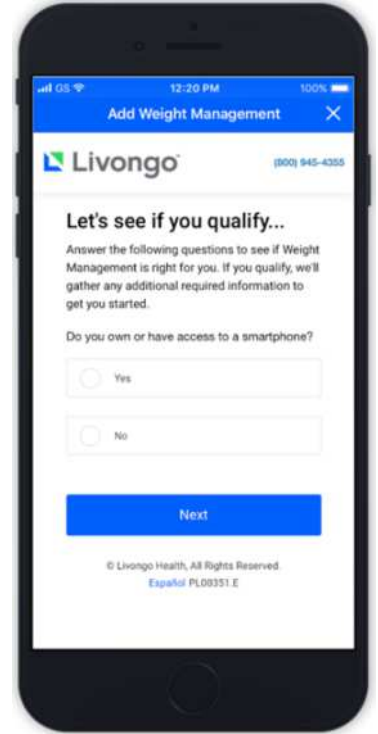 GS 12:20 PM 100%
Add Weight Management
Livongo
(800) 945-4355
Let's see if you qualify...
Answer the following questions to see if Weight
Management is right for you. If you qualify, we'll
gather any additional required information to
get you started.
Do you own or have access to a smartphone?
Yes
No
Next
© Livongo Health, All Rights Reserved.
Español PL08351.E